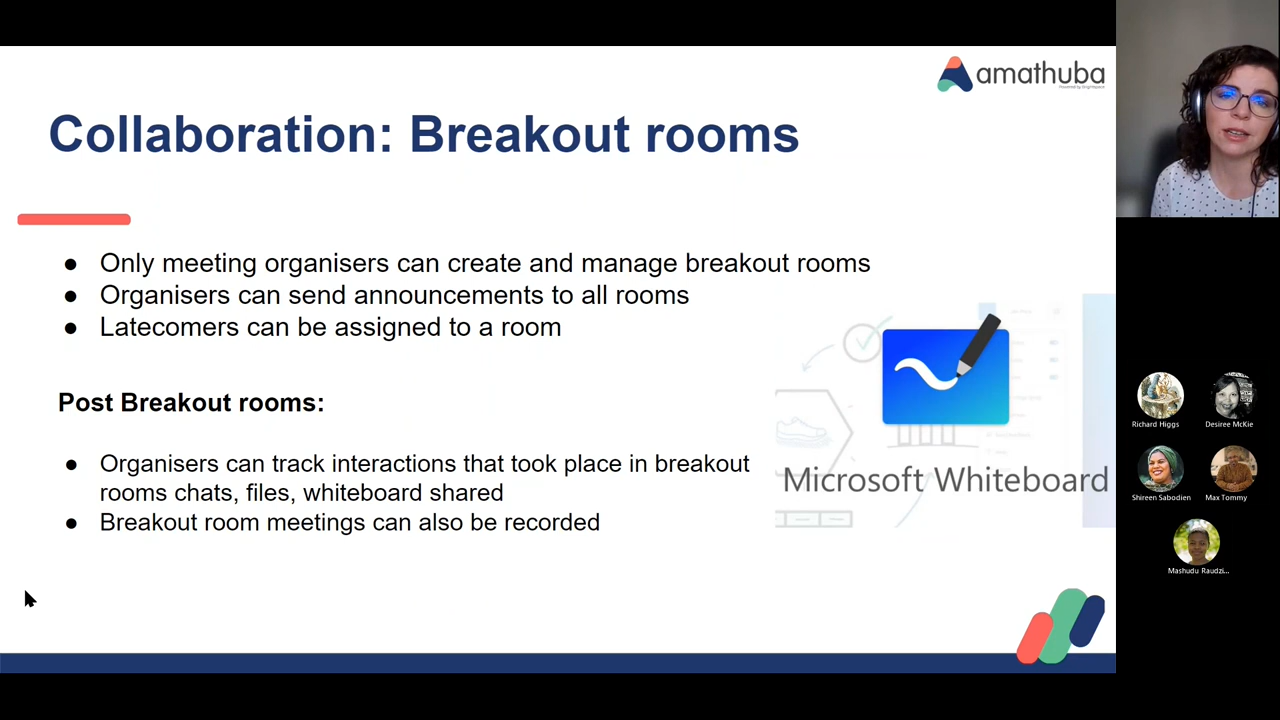 amathuba
Powered by Brightspace
Collaboration: Breakout rooms
● Only meeting organisers can create and manage breakout rooms
● Organisers can send announcements to all rooms
● Latecomers can be assigned to a room
Post Breakout rooms:
● Organisers can track interactions that took place in breakout
rooms chats, files, whiteboard shared
● Breakout room meetings can also be recorded
Microsoft Whiteboard
Richard Higgs
Desiree McKie
Shireen Sabodien
Max Tommy
Mashudu Raudzi...